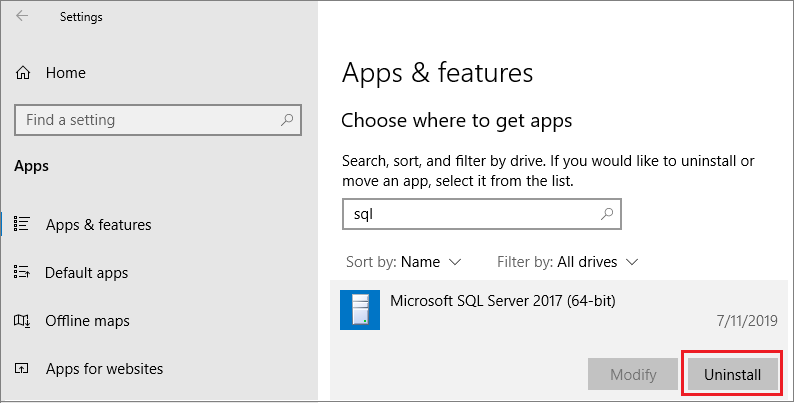 Settings
Home
Find a setting
Apps
Apps & features
Default apps
Offline maps
Apps for websites
Apps & features
Choose where to get apps
Search, sort, and filter by drive. If you would like to uninstall or
move an app, select it from the list.
sql
Sort by: Name
Filter by: All drives
Microsoft SQL Server 2017 (64-bit)
7/11/2019
Modify
Uninstall